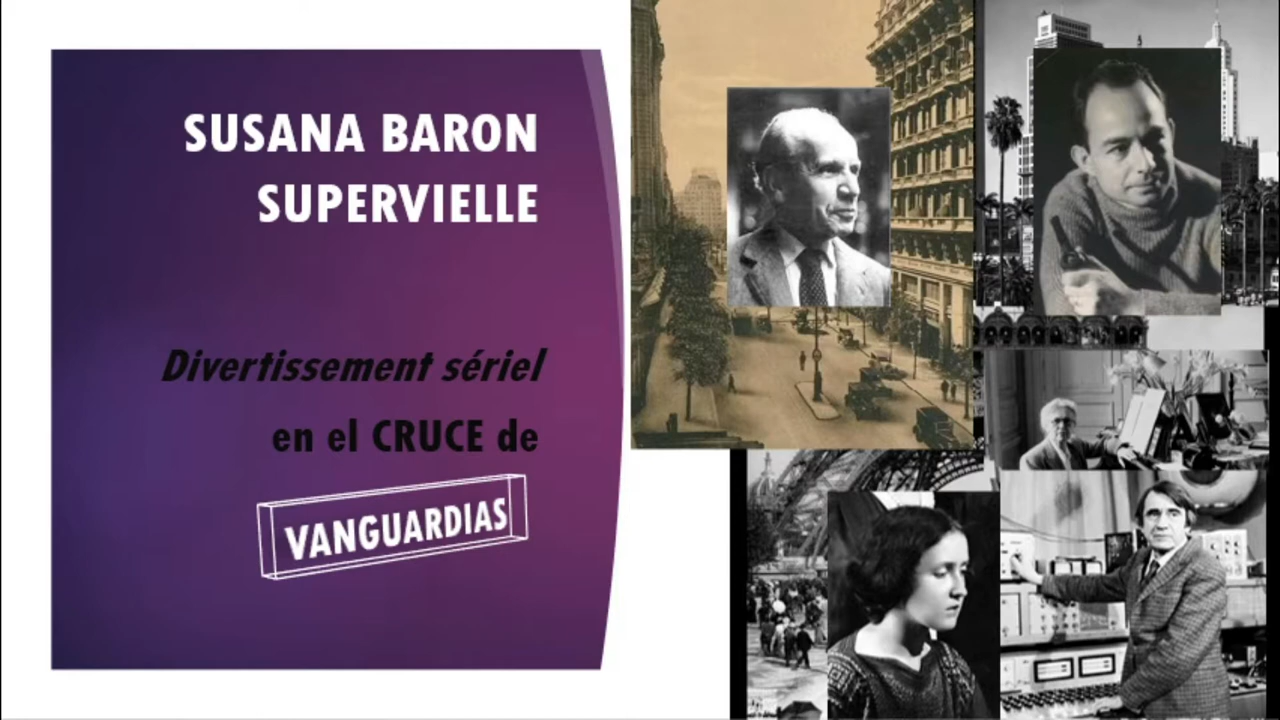 SUSANA BARON
SUPERVIELLE
Divertissement sériel
en el CRUCE de
VANGUARDIAS